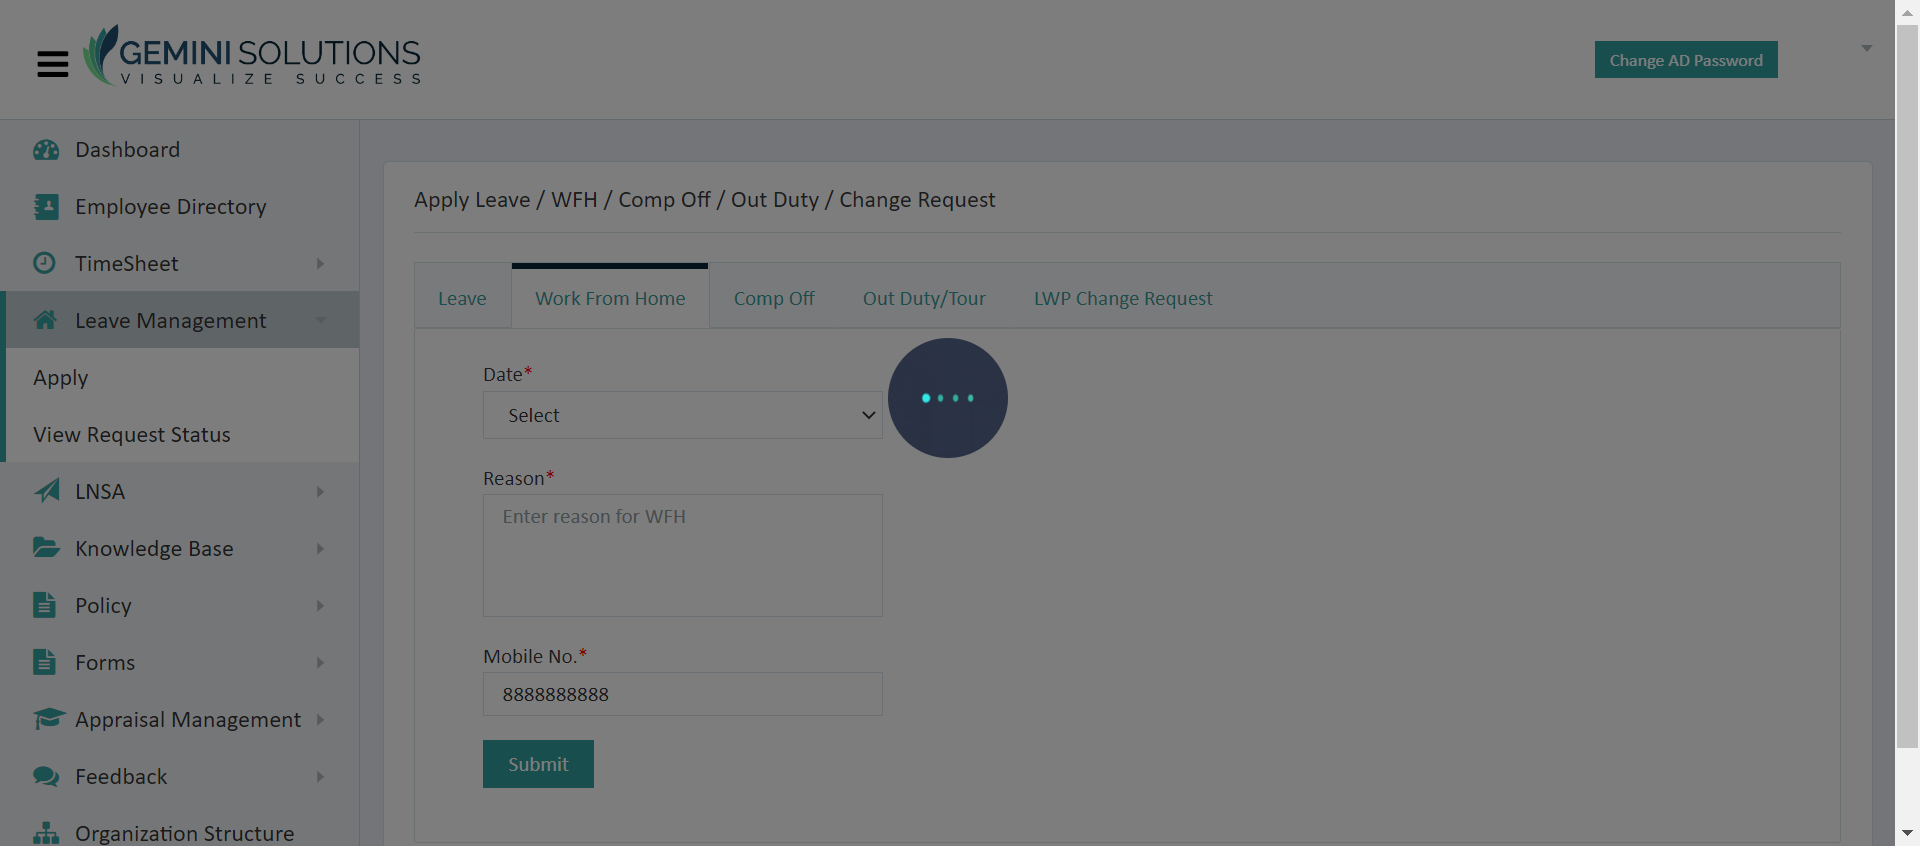 GEMINI SOLUTIONS
VISUALIZE SUCCESS
Change AD Password
Dashboard
Employee Directory
TimeSheet
Leave Management
Apply
View Request Status
LNSA
Knowledge Base
Policy
Forms
Appraisal Management
Feedback
Organization Structure
Apply Leave / WFH / Comp Off / Out Duty / Change Request
Leave
Work From Home
Comp Off
Out Duty/Tour
LWP Change Request
Date*
Select
Reason*
Enter reason for WFH
Mobile No.*
8888888888
Submit